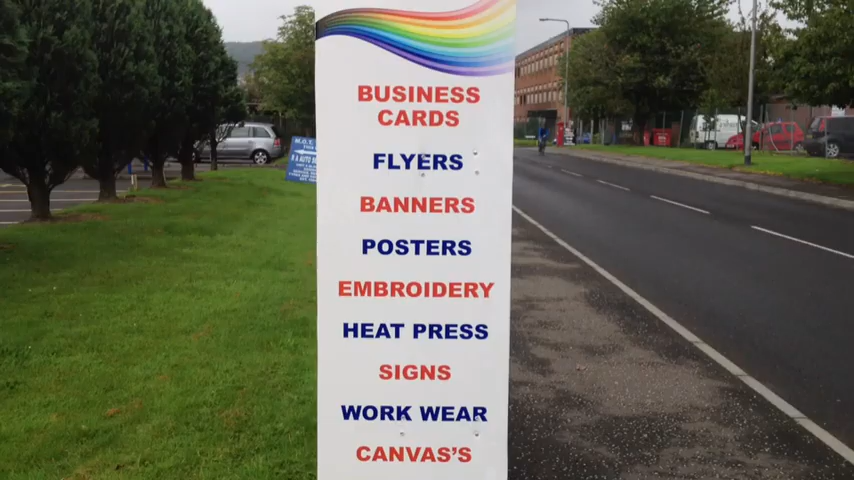 BUSINESS
CARDS
FLYERS
BANNERS
POSTERS
EMBROIDERY
HEAT PRESS
SIGNS
WORK WEAR
CANVAS'S
M.O.T.